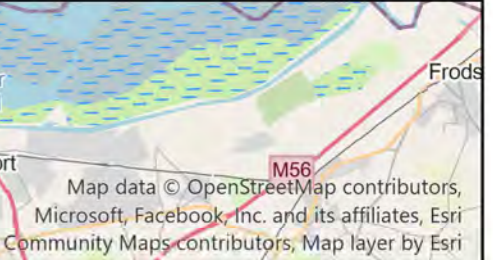 r
Frods
ort
M56
Map data © OpenStreetMap contributors,
Microsoft, Facebook, Inc. and its affiliates, Esri
Community Maps contributors, Map layer by Esri